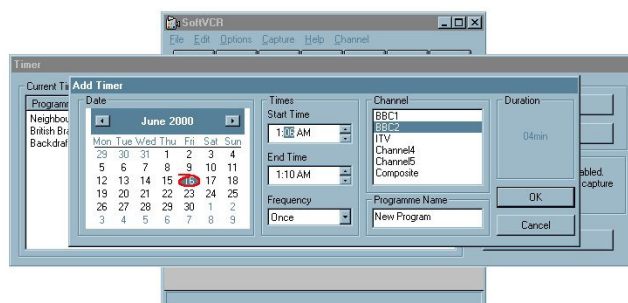 SoftVCR
File Edit Options Capture Help Channel
Timer
Current Ti
Programm
Neighbou
British Bra
Backdraf
abled.
capture
Add Timer
Date
June 2000
Mon Tue Wed Thu Fri Sat Sun
29 30 31 1 2 3 4
5 6 7 8 9 10 11
12 13 14 15 16 17 18
19 20 21 22 23 24 25
26 27 28 29 30 1 2
3 4 5 6 7 8 9
Times
Start Time
1:06 AM
End Time
1:10 AM
Frequency
Once
Channel
BBC1
BBC2
ITV
Channel4
Channel5
Composite
Programme Name
New Program
Duration
04min
OK
Cancel